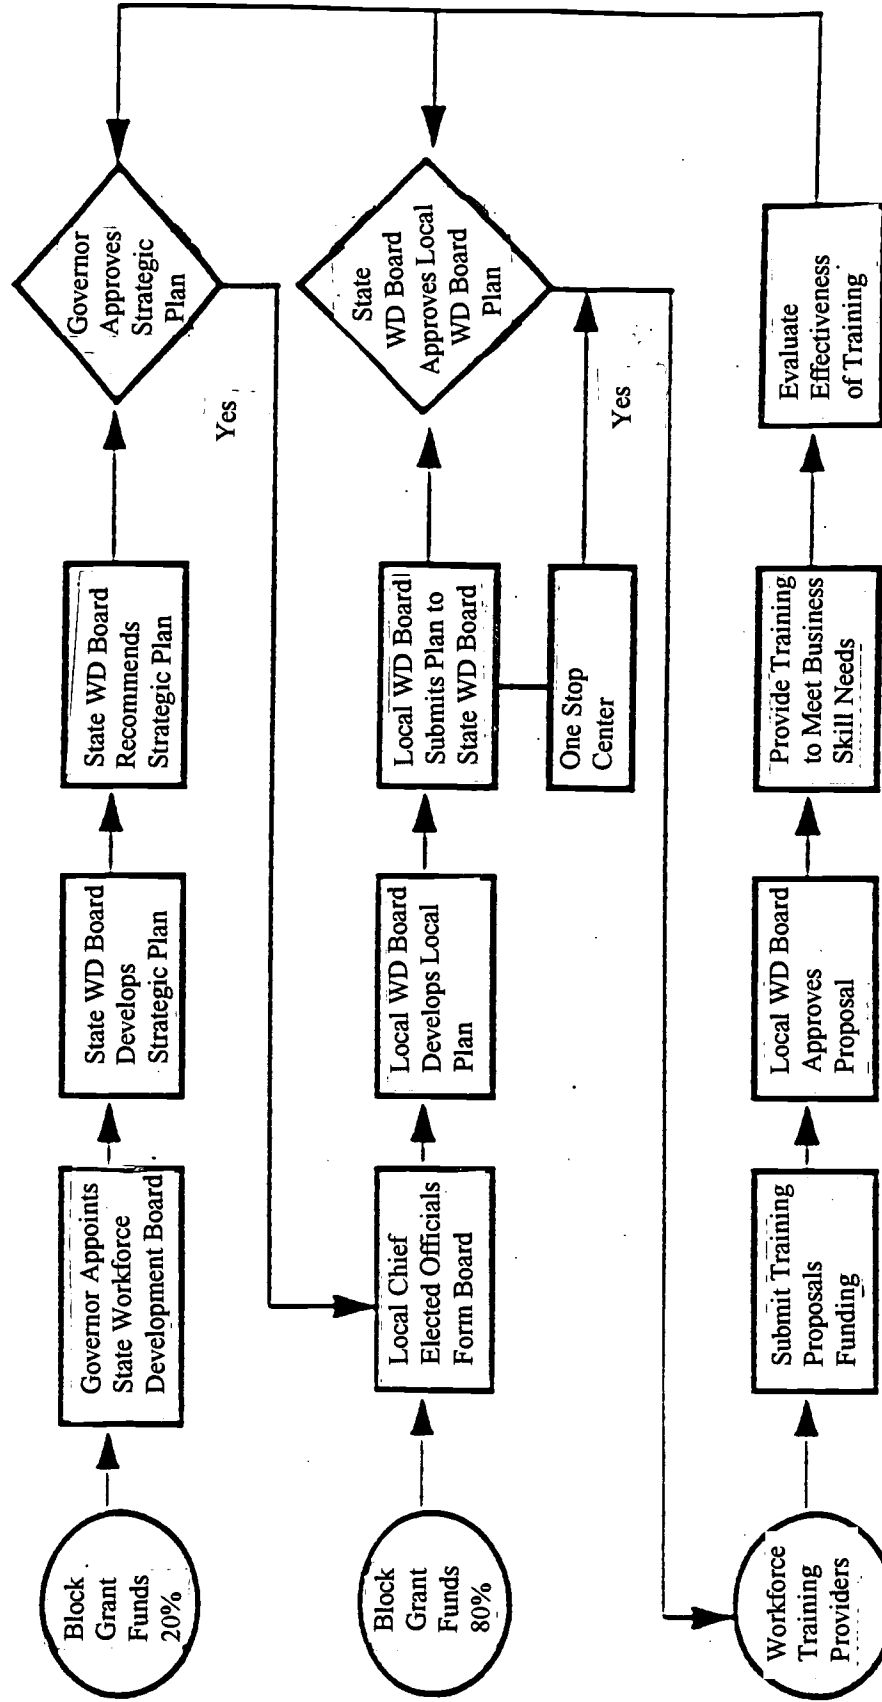 Block
Grant
Funds
20%
Governor Appoints
State Workforce
Development Board
State WD Board
Develops
Strategic Plan
State WD Board
Recommends
Strategic Plan
Governor
Approves
Strategic
Plan
Yes
Block
Grant
Funds
80%
Local Chief
Elected Officials
Form Board
Local WD Board
Develops Local
Plan
Local WD Board
Submits Plan to
State WD Board
One Stop
Center
State
WD Board
Approves Local
WD Board
Plan
Yes
Workforce
Training
Providers
Submit Training
Proposals
Funding
Local WD Board
Approves
Proposal
Provide Training
to Meet Business
Skill Needs
Evaluate
Effectiveness
of Training